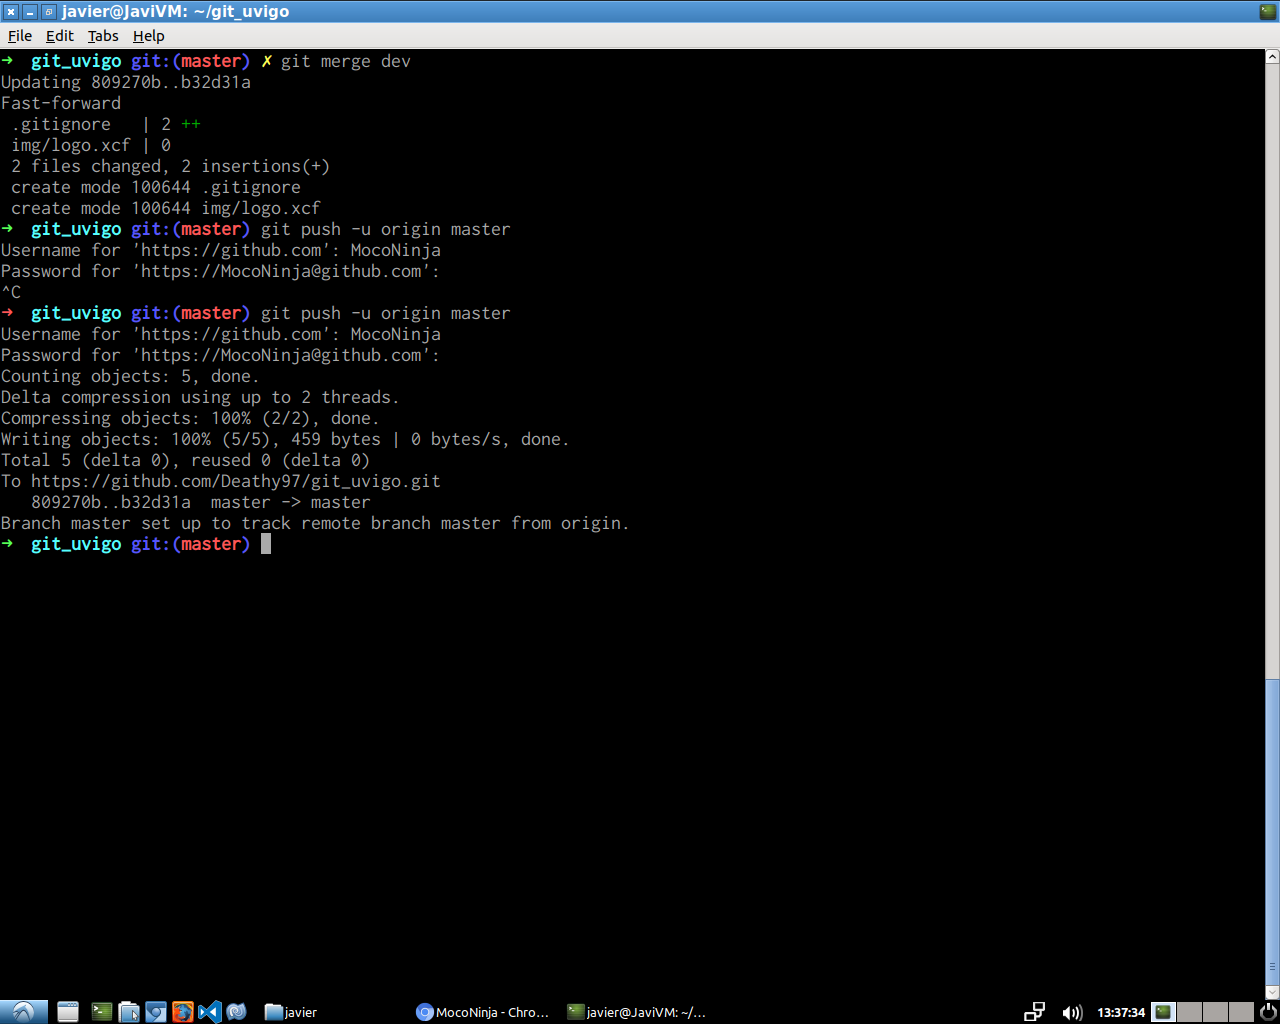 javier@JaviVM: ~/git_uvigo
File Edit Tabs Help
➜  git_uvigo git:(master) ✗ git merge dev
Updating 809270b..b32d31a
Fast-forward
 .gitignore   | 2 ++
 img/logo.xcf | 0
 2 files changed, 2 insertions(+)
 create mode 100644 .gitignore
 create mode 100644 img/logo.xcf
➜  git_uvigo git:(master) git push -u origin master
Username for 'https://github.com': MocoNinja
Password for 'https://MocoNinja@github.com':
^C
➜  git_uvigo git:(master) git push -u origin master
Username for 'https://github.com': MocoNinja
Password for 'https://MocoNinja@github.com':
Counting objects: 5, done.
Delta compression using up to 2 threads.
Compressing objects: 100% (2/2), done.
Writing objects: 100% (5/5), 459 bytes | 0 bytes/s, done.
Total 5 (delta 0), reused 0 (delta 0)
To https://github.com/Deathy97/git_uvigo.git
   809270b..b32d31a  master -> master
Branch master set up to track remote branch master from origin.
➜  git_uvigo git:(master)
javier MocoNinja - Chro... javier@JaviVM: ~/... 13:37:34